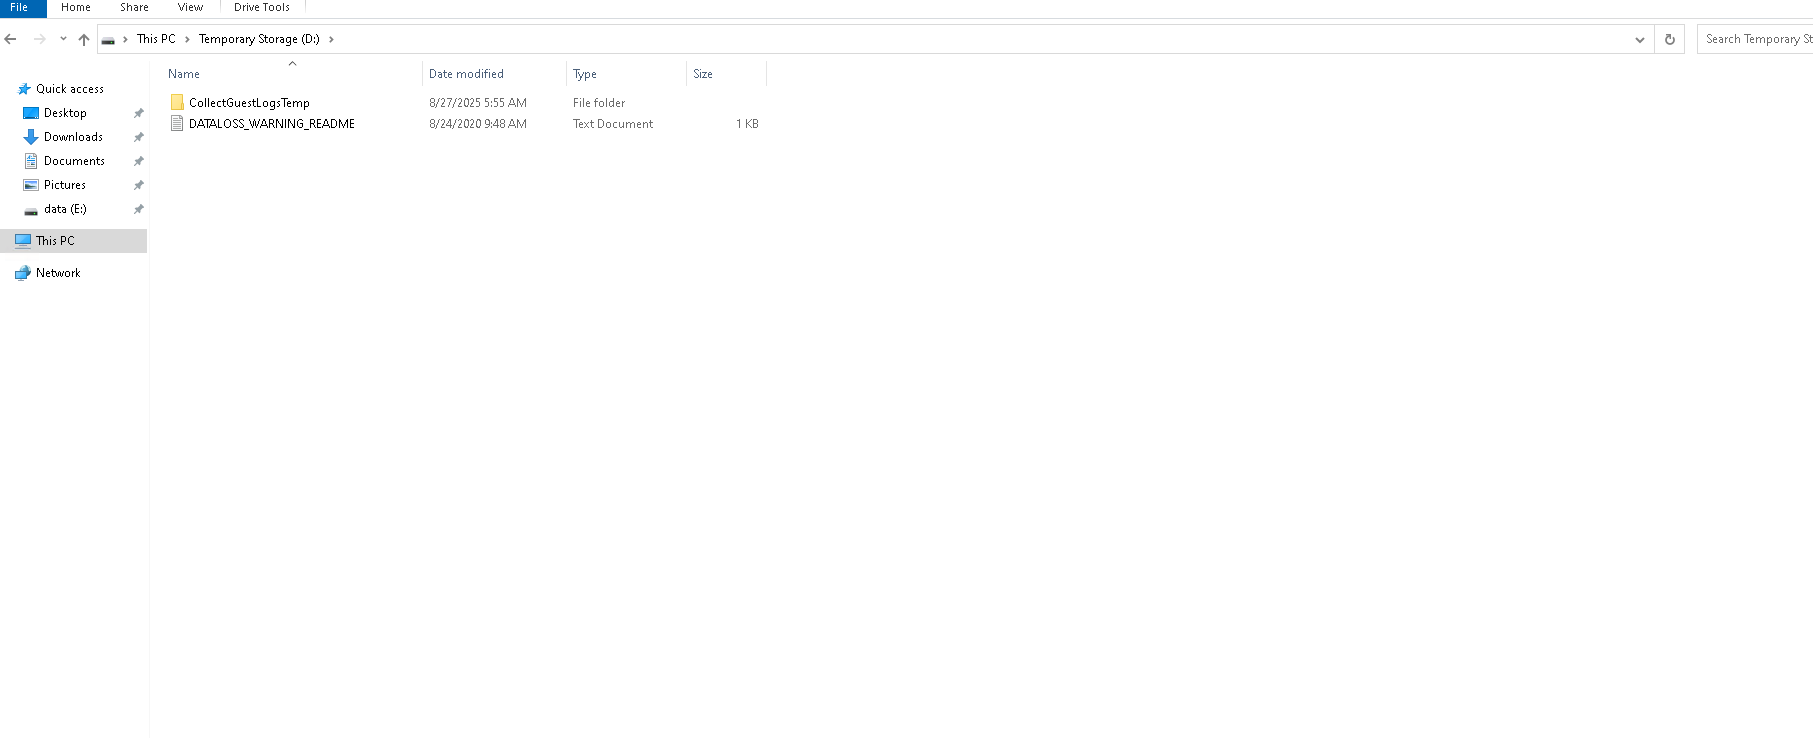 File Home Share View Drive Tools
This PC Temporary Storage (D:) Search Temporary St
Name Date modified Type Size
Quick access
Desktop
Downloads
Documents
Pictures
data (E:)
This PC
Network
CollectGuestLogsTemp 8/27/2025 5:55 AM File folder
DATALOSS_WARNING_README 8/24/2020 9:48 AM Text Document 1 KB